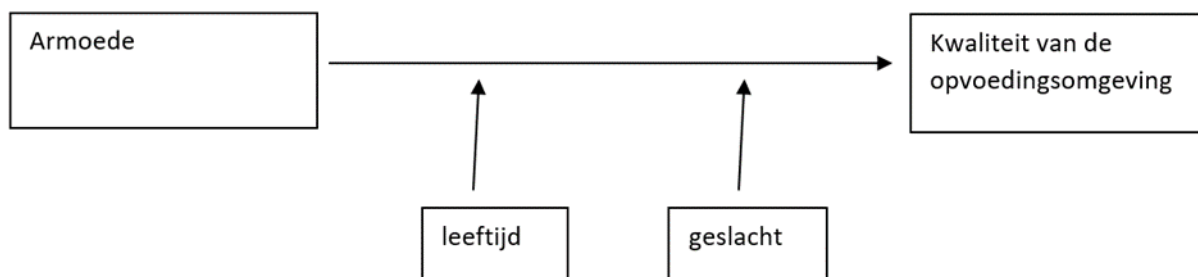 Armoede
Kwaliteit van de
opvoedingsomgeving
leeftijd
geslacht